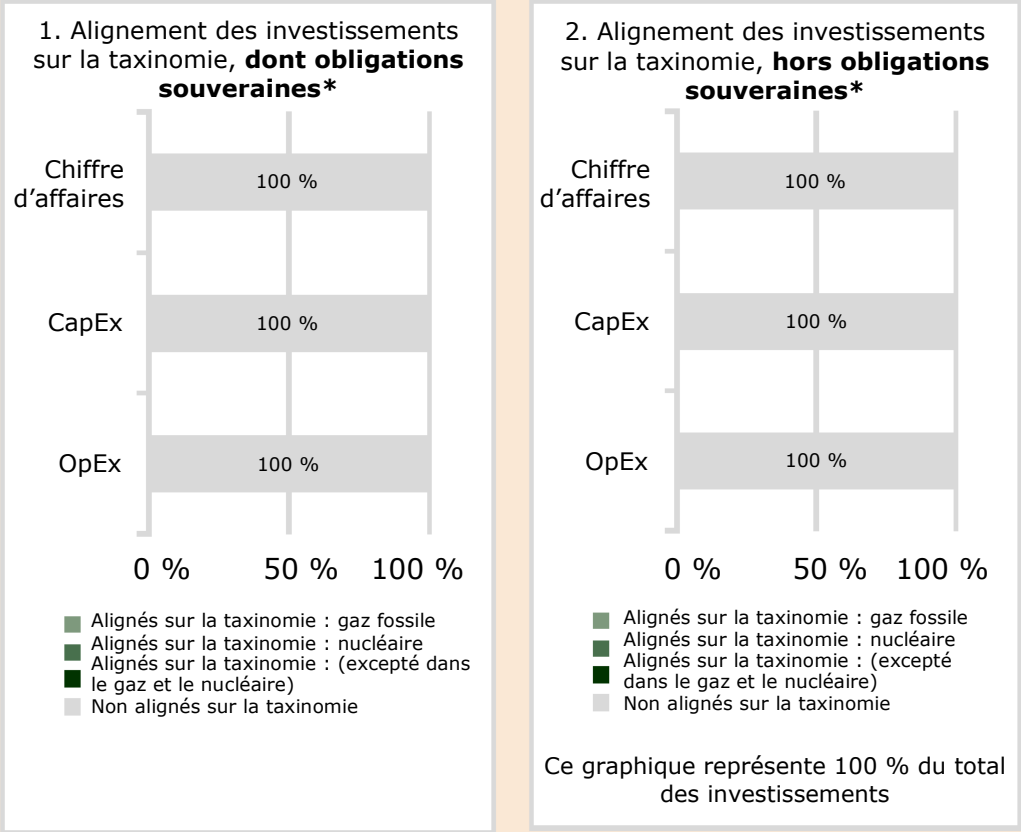 1. Alignement des investissements
sur la taxinomie, dont obligations
souveraines*
Chiffre
d’affaires
100 %
CapEx
100 %
OpEx
100 %
0 % 50 % 100 %
Alignés sur la taxinomie : gaz fossile
Alignés sur la taxinomie : nucléaire
Alignés sur la taxinomie : (excepté dans
le gaz et le nucléaire)
Non alignés sur la taxinomie
2. Alignement des investissements
sur la taxinomie, hors obligations
souveraines*
Chiffre
d’affaires
100 %
CapEx
100 %
OpEx
100 %
0 % 50 % 100 %
Alignés sur la taxinomie : gaz fossile
Alignés sur la taxinomie : nucléaire
Alignés sur la taxinomie : (excepté
dans le gaz et le nucléaire)
Non alignés sur la taxinomie
Ce graphique représente 100 % du total
des investissements